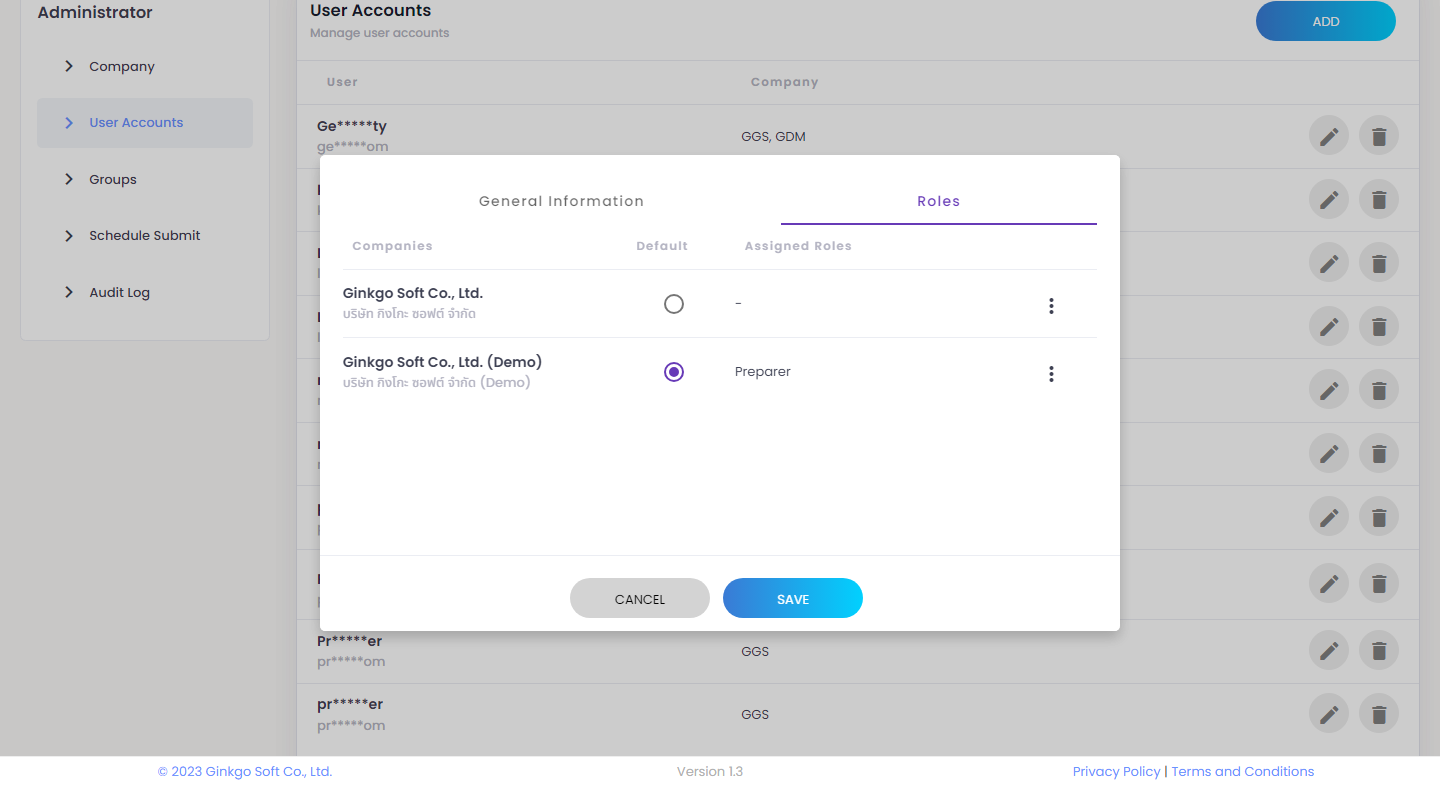 Administrator
Company
User Accounts
Groups
Schedule Submit
Audit Log
User Accounts
Manage user accounts
ADD
User
Company
Ge*****ty
ge*****om
GGS, GDM
General Information
Roles
Companies
Default
Assigned Roles
Ginkgo Soft Co., Ltd.
บริษัท กิงโกะ ซอฟต์ จำกัด
-
Ginkgo Soft Co., Ltd. (Demo)
บริษัท กิงโกะ ซอฟต์ จำกัด (Demo)
Preparer
CANCEL
SAVE
Pr*****er
pr*****om
GGS
pr*****er
pr*****om
GGS
© 2023 Ginkgo Soft Co., Ltd.
Version 1.3
Privacy Policy | Terms and Conditions